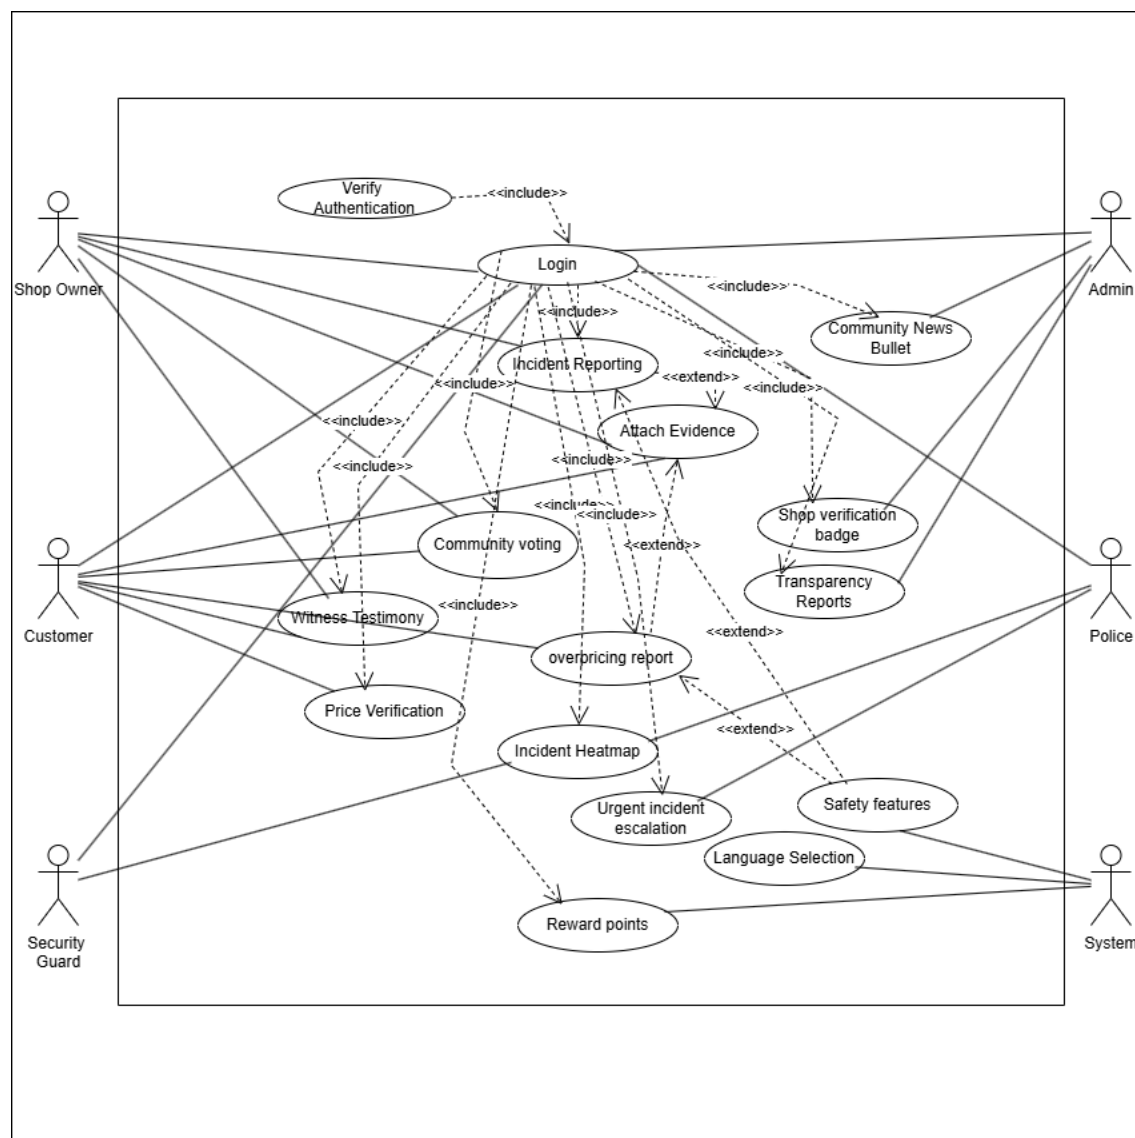 Verify
Authentication
<<include>>
Shop Owner
Login
Admin
<<include>>
<<include>>
Community News
Bullet
Incident Reporting
<<include>>
<<extend>>
<<include>>
<<include>>
<<include>>
Attach Evidence
<<include>>
<<include>>
<<include>>
<<include>>
Shop verification
badge
Community voting
<<extend>>
Transparency
Reports
<<include>>
Witness Testimony
Customer
Police
<<extend>>
overpricing report
Price Verification
<<extend>>
Incident Heatmap
Urgent incident
escalation
Safety features
Language Selection
Reward points
Security
Guard
System